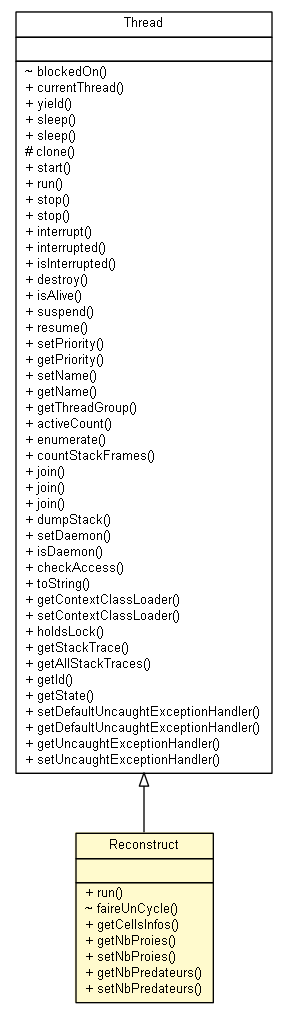 Thread
~ blockedOn()
+ currentThread()
+ yield()
+ sleep()
+ sleep()
# clone()
+ start()
+ run()
+ stop()
+ stop()
+ interrupt()
+ interrupted()
+ isInterrupted()
+ destroy()
+ isAlive()
+ suspend()
+ resume()
+ setPriority()
+ getPriority()
+ setName()
+ getName()
+ getThreadGroup()
+ activeCount()
+ enumerate()
+ countStackFrames()
+ join()
+ join()
+ join()
+ dumpStack()
+ setDaemon()
+ isDaemon()
+ checkAccess()
+ toString()
+ getContextClassLoader()
+ setContextClassLoader()
+ holdsLock()
+ getStackTrace()
+ getAllStackTraces()
+ getId()
+ getState()
+ setDefaultUncaughtExceptionHandler()
+ getDefaultUncaughtExceptionHandler()
+ getUncaughtExceptionHandler()
+ setUncaughtExceptionHandler()
Reconstruct
+ run()
~ faireUnCycle()
+ getCellsInfos()
+ getNbProies()
+ setNbProies()
+ getNbPredateurs()
+ setNbPredateurs()